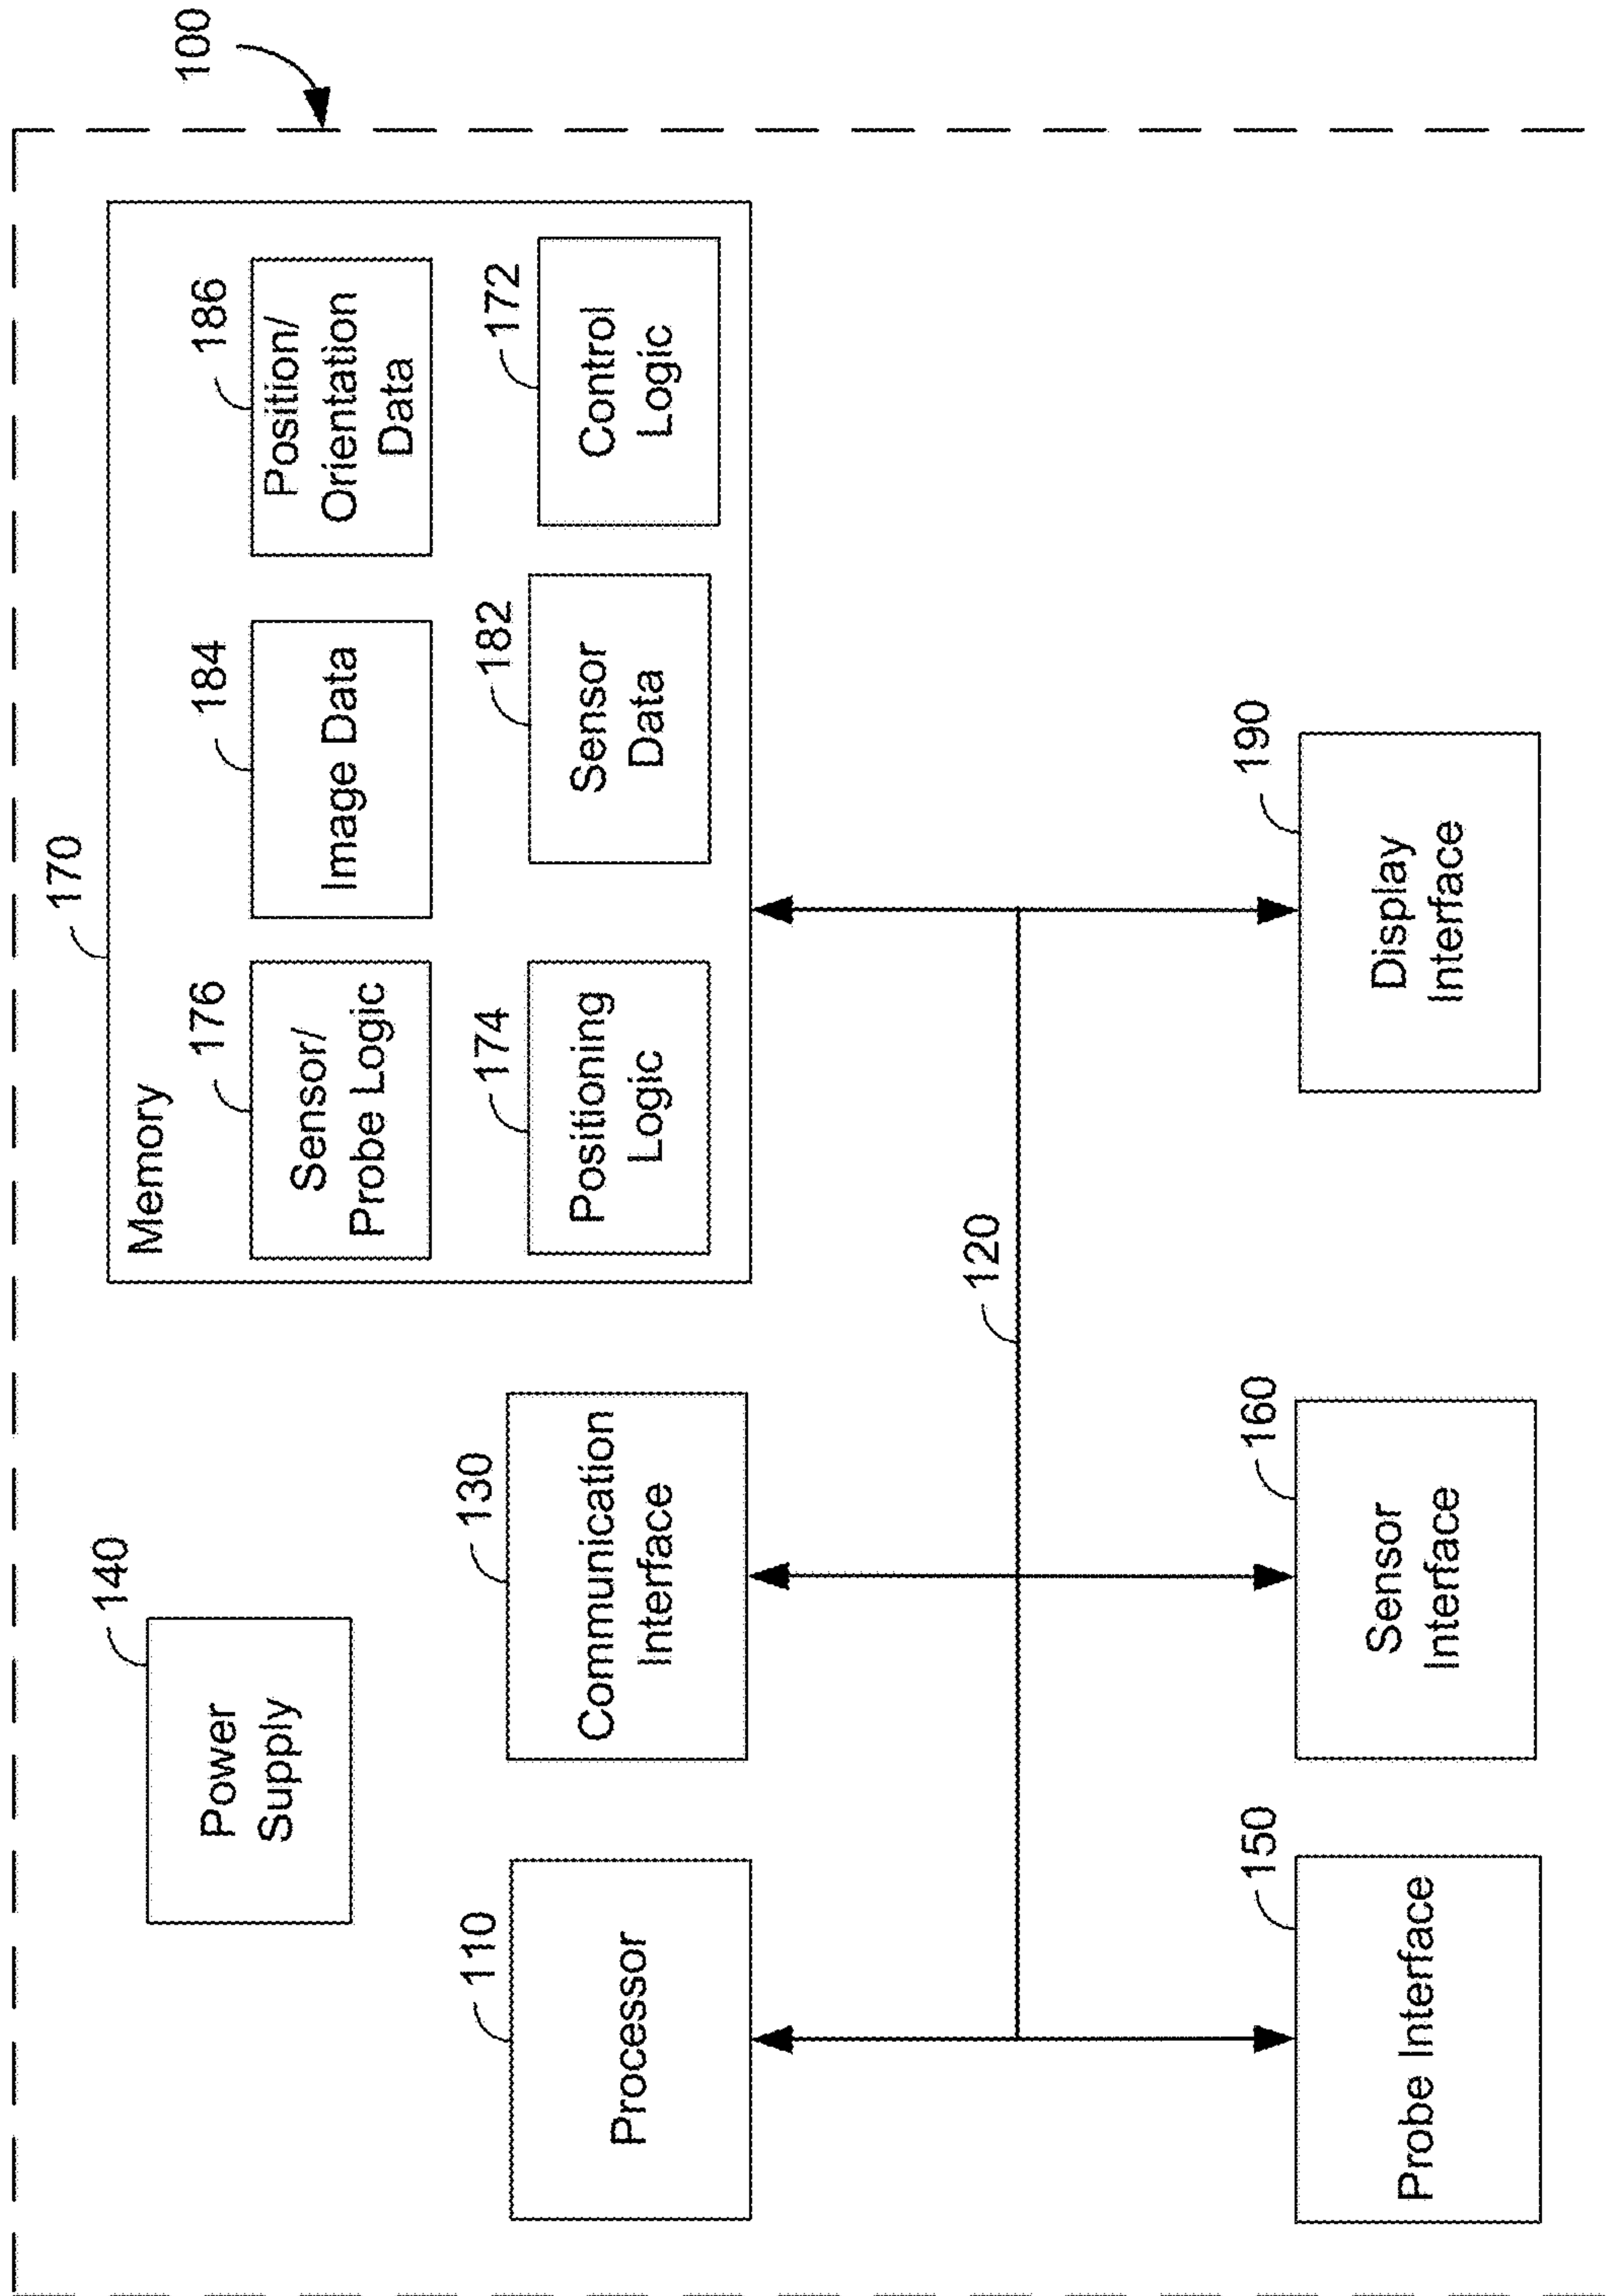 100
170
Memory
176
Sensor/
Probe Logic
184
Image Data
186
Position/
Orientation
Data
174
Positioning
Logic
182
Sensor
Data
172
Control
Logic
140
Power
Supply
110
Processor
130
Communication
Interface
120
150
Probe Interface
160
Sensor
Interface
190
Display
Interface